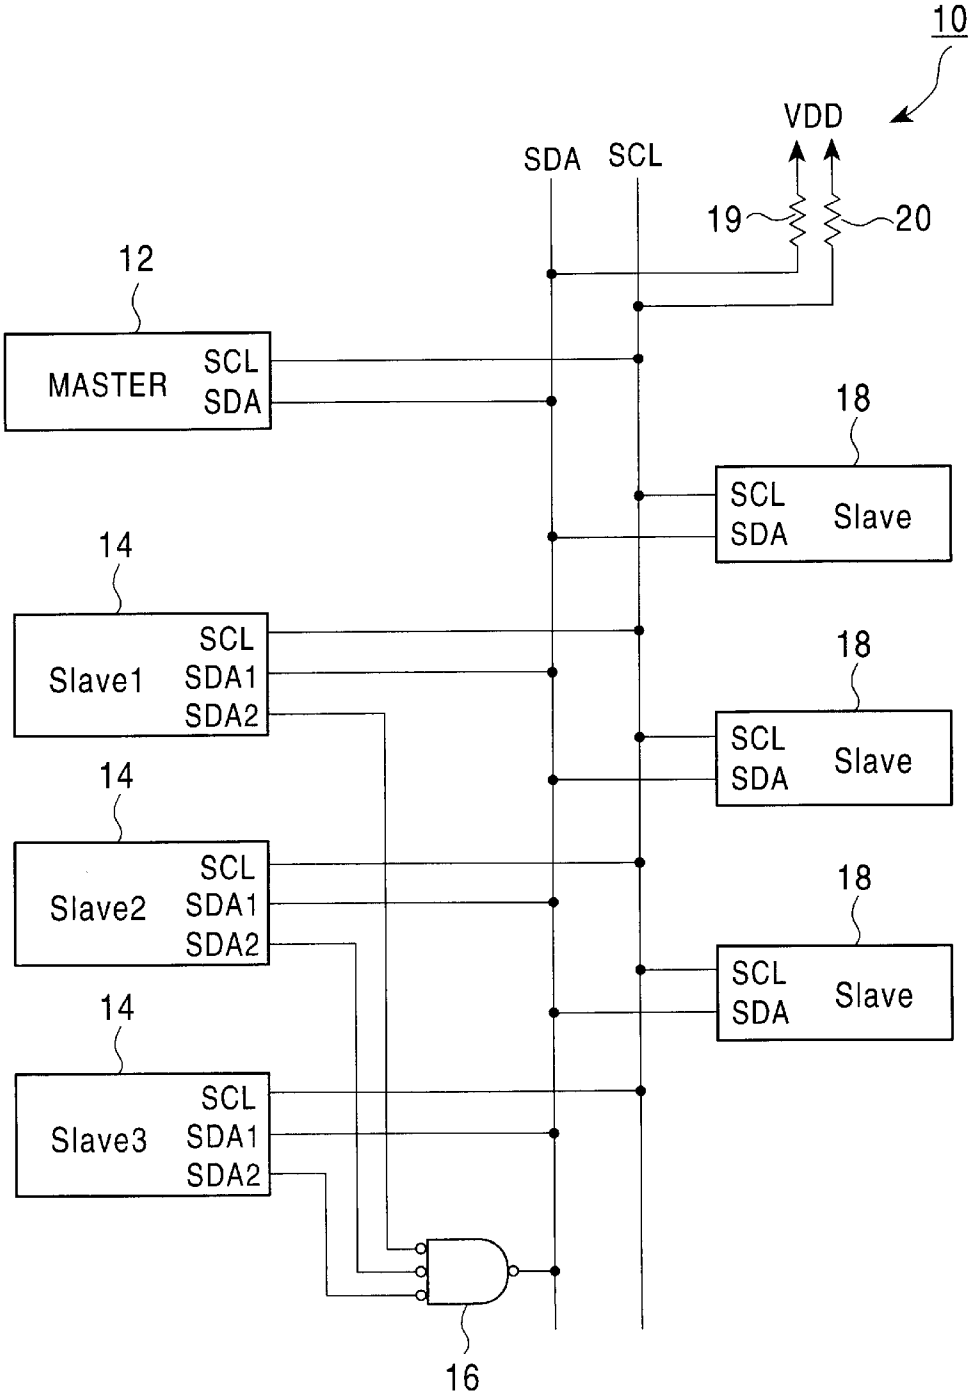 10
VDD
SDA SCL
19 20
12
MASTER SCL
SDA
18
SCL Slave
SDA
14
SCL
Slave1 SDA1
SDA2
18
SCL Slave
SDA
14
SCL
Slave2 SDA1
SDA2
18
SCL Slave
SDA
14
SCL
Slave3 SDA1
SDA2
16